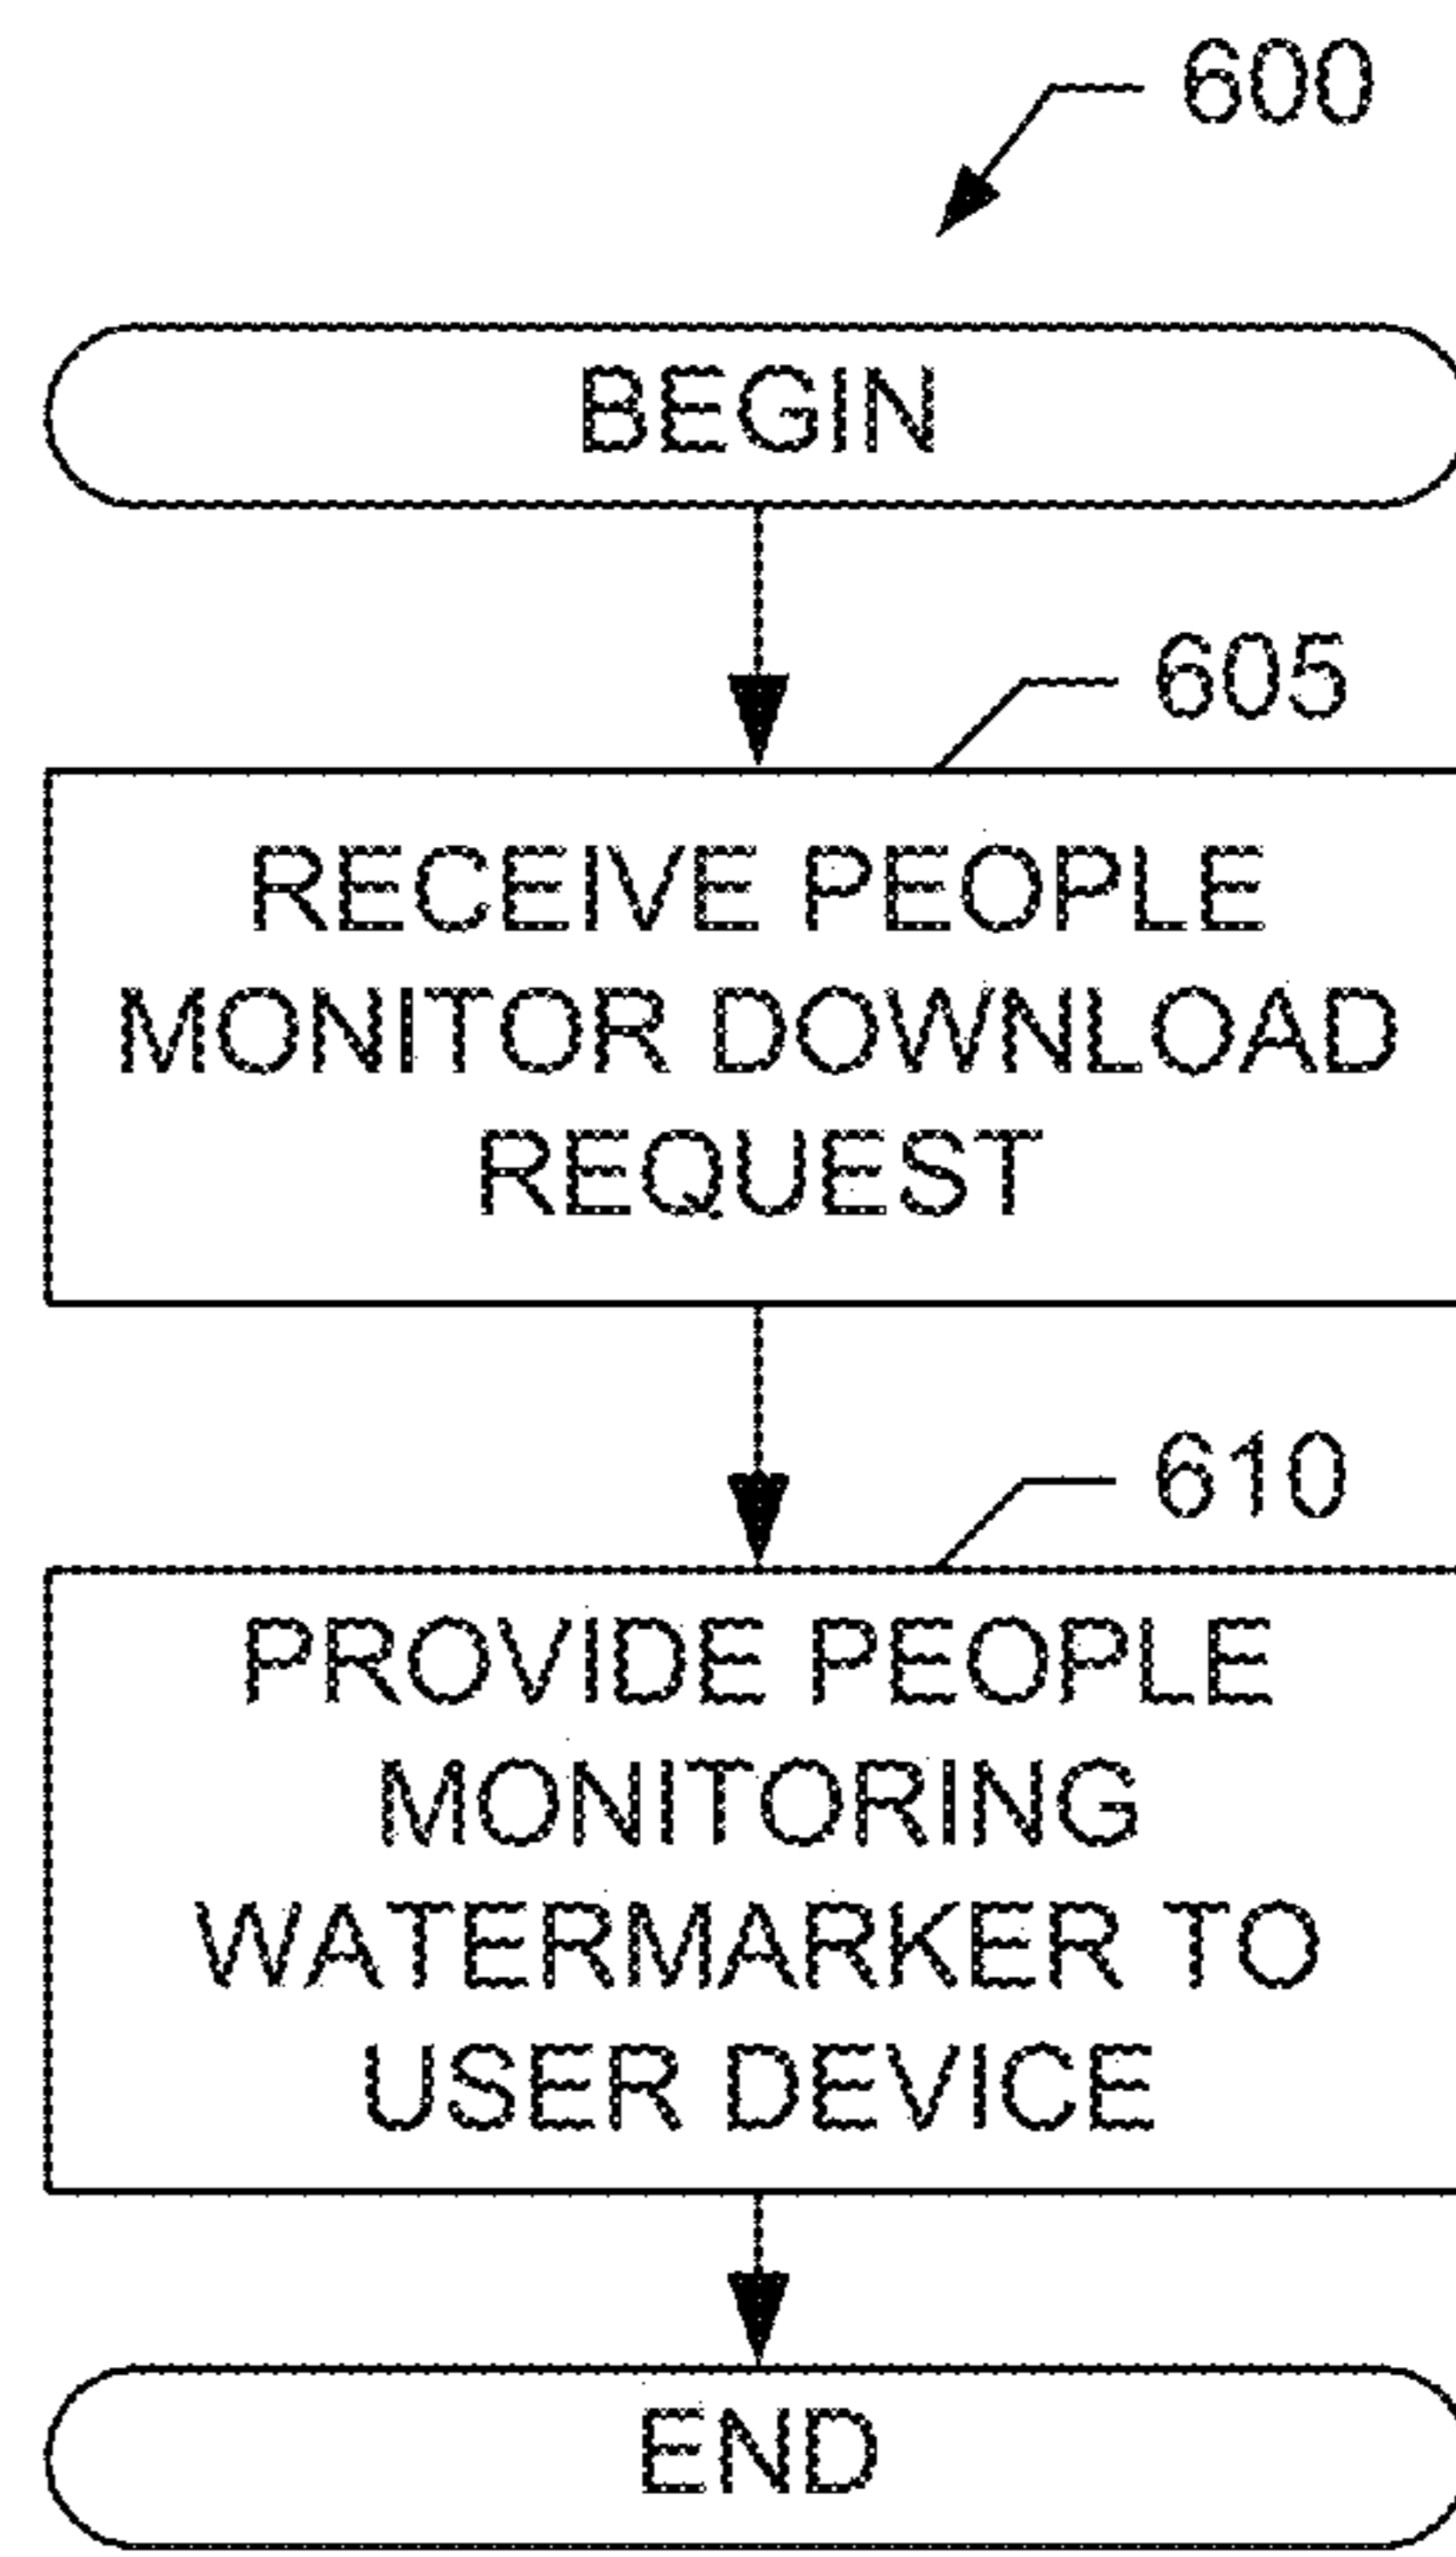 600
BEGIN
605
RECEIVE PEOPLE
MONITOR DOWNLOAD
REQUEST
610
PROVIDE PEOPLE
MONITORING
WATERMARKER TO
USER DEVICE
END